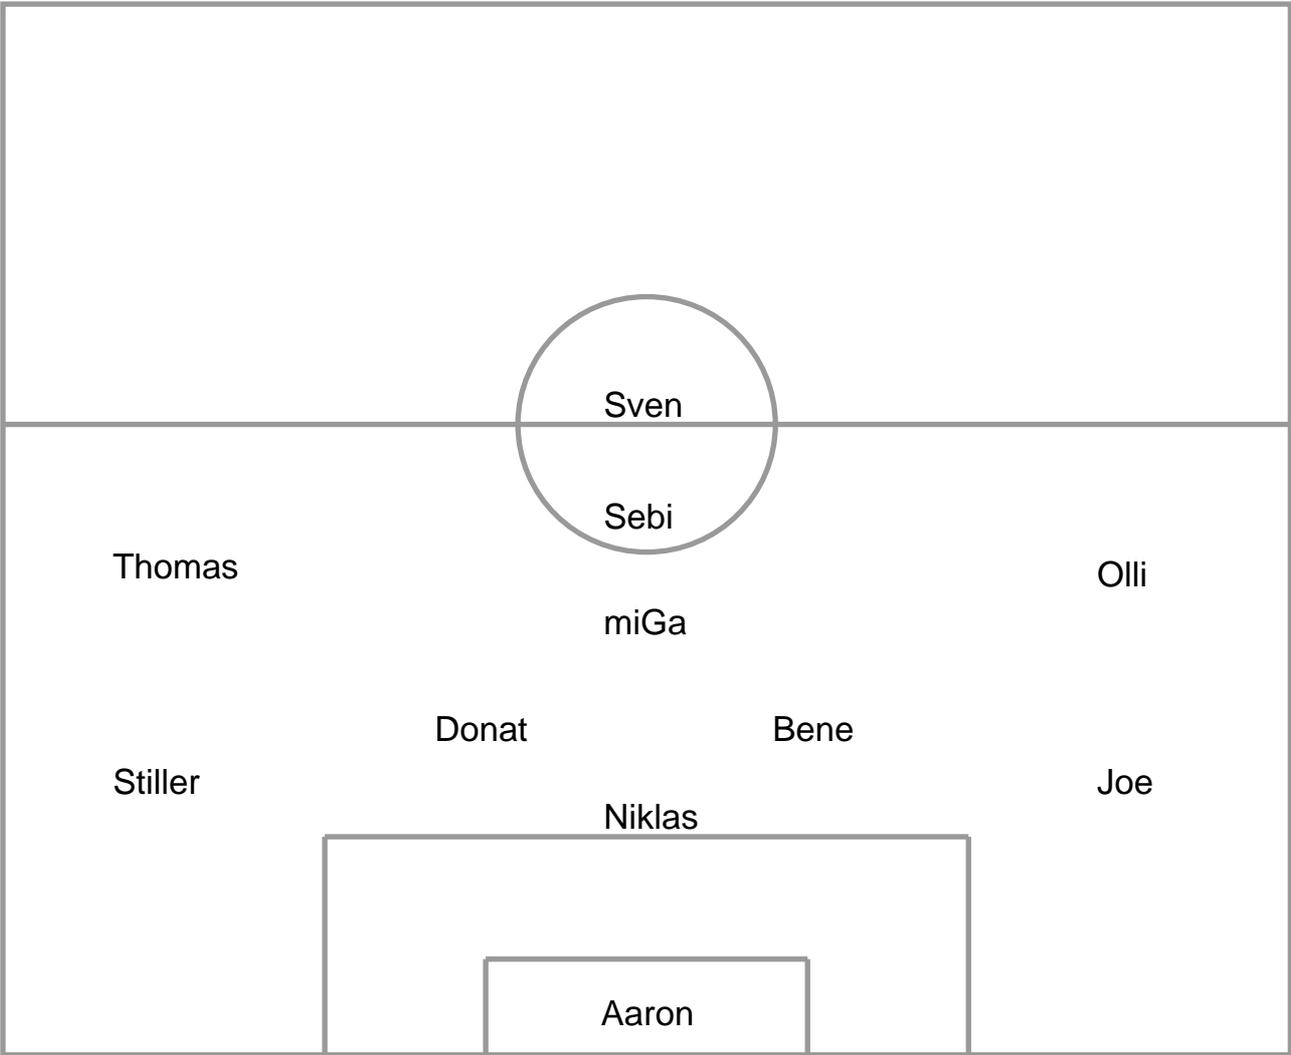 Sven
Sebi
Thomas
Olli
miGa
Donat
Bene
Stiller
Joe
Niklas
Aaron